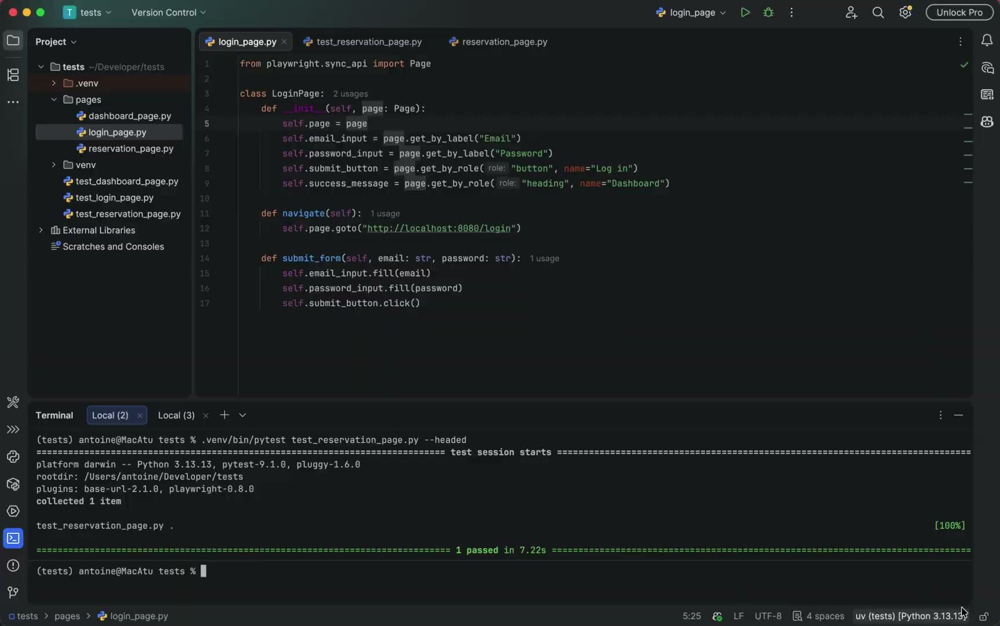 T tests Version Control login_page Unlock Pro
Project
login_page.py test_reservation_page.py reservation_page.py
tests ~/Developer/tests
.venv
pages
dashboard_page.py
login_page.py
reservation_page.py
venv
test_dashboard_page.py
test_login_page.py
test_reservation_page.py
External Libraries
Scratches and Consoles
1 from playwright.sync_api import Page
2
3 class LoginPage: 2 usages
4 def __init__(self, page: Page):
5 self.page = page
6 self.email_input = page.get_by_label("Email")
7 self.password_input = page.get_by_label("Password")
8 self.submit_button = page.get_by_role( role: "button", name="Log in")
9 self.success_message = page.get_by_role( role: "heading", name="Dashboard")
10
11 def navigate(self): 1 usage
12 self.page.goto("http://localhost:8080/login")
13
14 def submit_form(self, email: str, password: str): 1 usage
15 self.email_input.fill(email)
16 self.password_input.fill(password)
17 self.submit_button.click()
Terminal Local (2) Local (3)
(tests) antoine@MacAtu tests % .venv/bin/pytest test_reservation_page.py --headed
============================================================================= test session starts ==============================================================================
platform darwin -- Python 3.13.13, pytest-9.1.0, pluggy-1.6.0
rootdir: /Users/antoine/Developer/tests
plugins: base-url-2.1.0, playwright-0.8.0
collected 1 item
test_reservation_page.py . [100%]
============================================================================== 1 passed in 7.22s ===============================================================================
(tests) antoine@MacAtu tests %
tests > pages > login_page.py 5:25 LF UTF-8 4 spaces uv (tests) [Python 3.13.13]